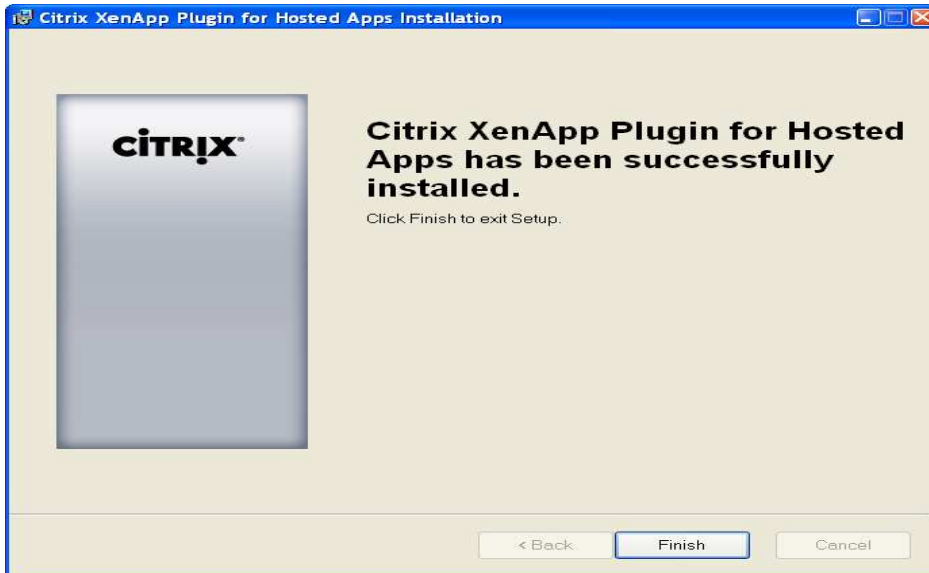 Citrix XenApp Plugin for Hosted Apps Installation
CITRIX
Citrix XenApp Plugin for Hosted
Apps has been successfully
installed.
Click Finish to exit Setup.
< Back
Finish
Cancel